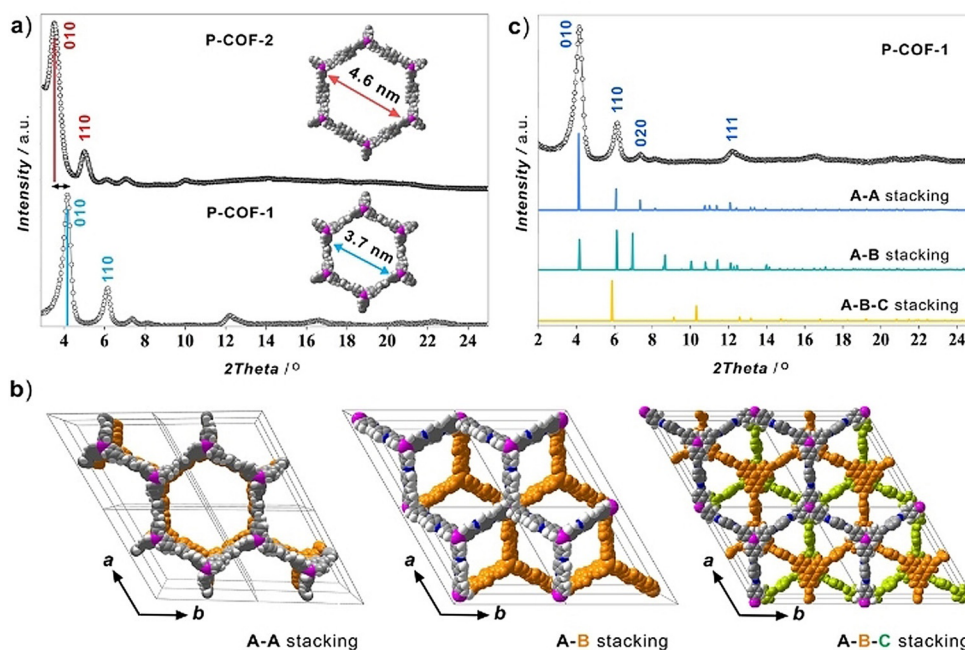 a)
P-COF-2
010
110
4.6 nm
P-COF-1
010
110
3.7 nm
Intensity / a.u.
4 6 8 10 12 14 16 18 20 22 24
2Theta / °
c)
P-COF-1
010
110
020
111
A-A stacking
A-B stacking
A-B-C stacking
Intensity / a.u.
2 4 6 8 10 12 14 16 18 20 22 24
2Theta / °
b)
a
b
A-A stacking
a
b
A-B stacking
a
b
A-B-C stacking